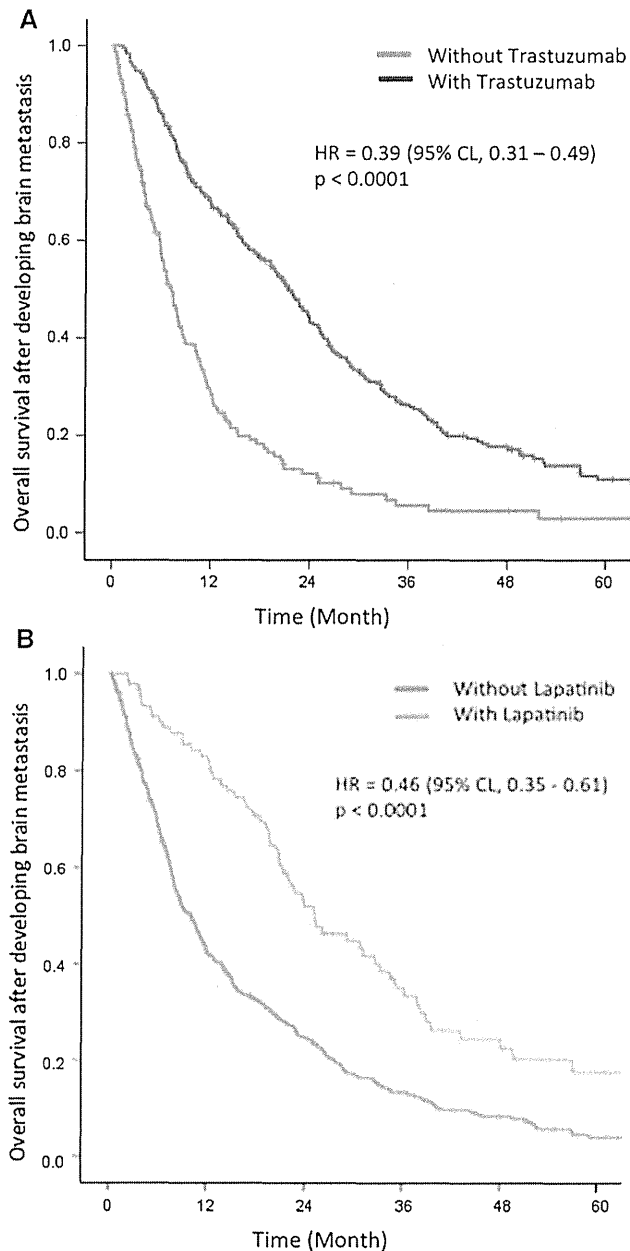 A
Overall survival after developing brain metastasis
1.0
0.8
0.6
0.4
0.2
0.0
Without Trastuzumab
With Trastuzumab
HR = 0.39 (95% CL, 0.31 – 0.49)
p < 0.0001
0 12 24 36 48 60
Time (Month)
B
Overall survival after developing brain metastasis
1.0
0.8
0.6
0.4
0.2
0.0
Without Lapatinib
With Lapatinib
HR = 0.46 (95% CL, 0.35 - 0.61)
p < 0.0001
0 12 24 36 48 60
Time (Month)